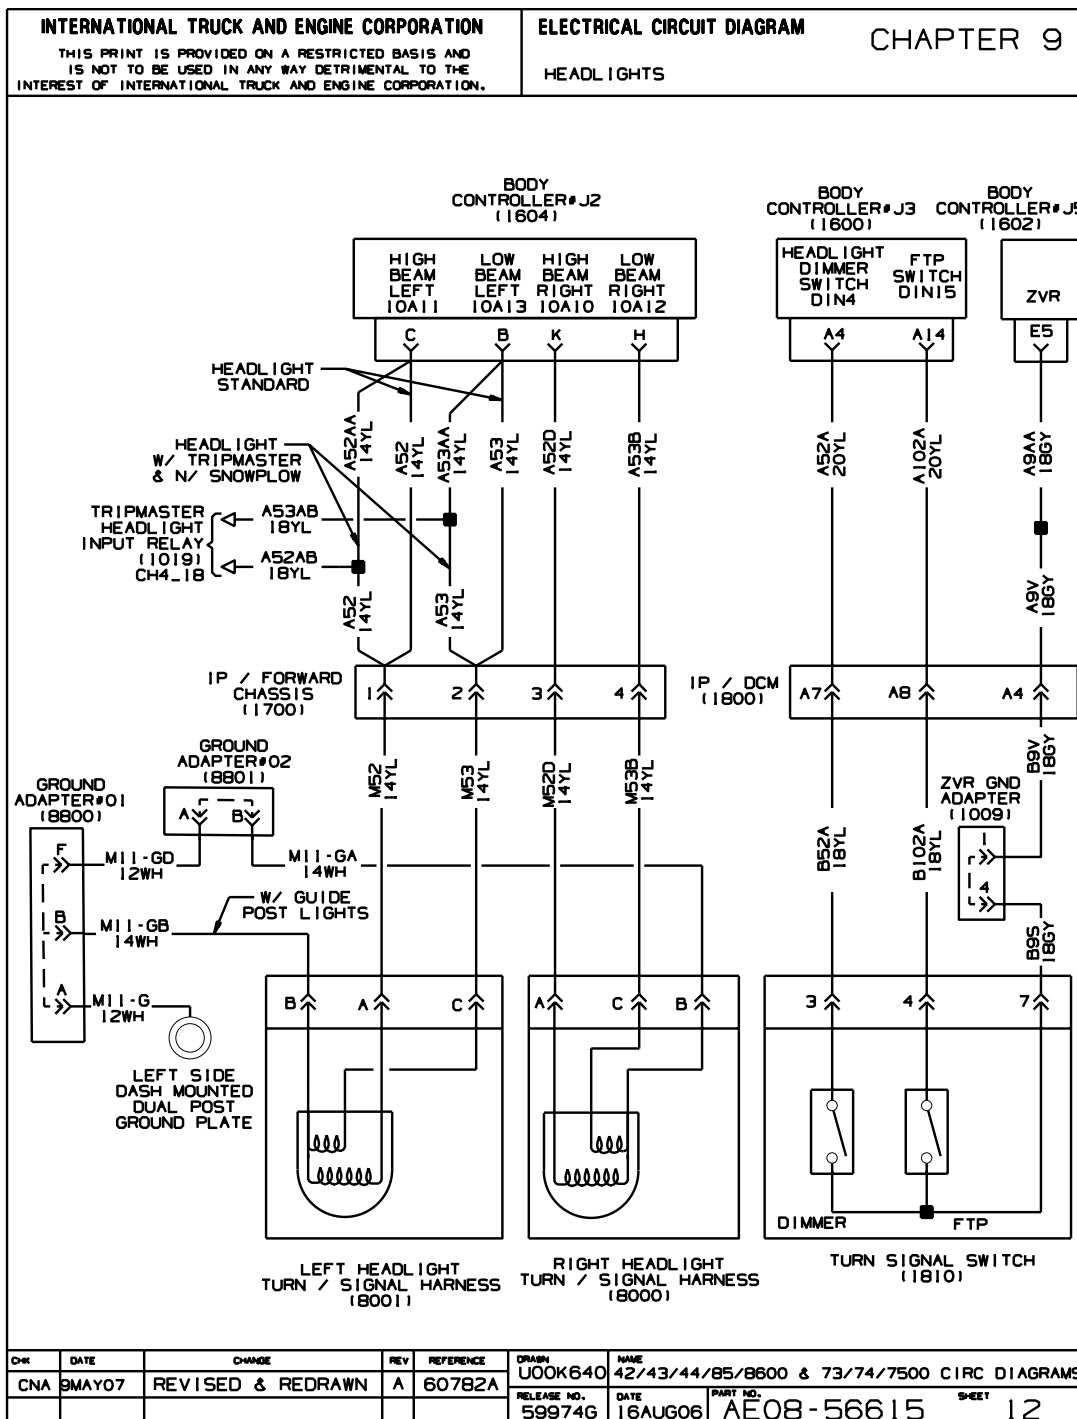 INTERNATIONAL TRUCK AND ENGINE CORPORATION
THIS PRINT IS PROVIDED ON A RESTRICTED BASIS AND
IS NOT TO BE USED IN ANY WAY DETRIMENTAL TO THE
INTEREST OF INTERNATIONAL TRUCK AND ENGINE CORPORATION.
ELECTRICAL CIRCUIT DIAGRAM
HEADLIGHTS
CHAPTER 9
BODY
CONTROLLER#J2
(1604)
BODY
CONTROLLER#J3
(1600)
BODY
CONTROLLER#J5
(1602)
HIGH
BEAM
LEFT
10A11
LOW
BEAM
LEFT
10A13
HIGH
BEAM
RIGHT
10A10
LOW
BEAM
RIGHT
10A12
HEADLIGHT
DIMMER
SWITCH
DIN4
FTP
SWITCH
DIN15
ZVR
C
B
K
H
A4
A14
E5
HEADLIGHT
STANDARD
HEADLIGHT
W/ TRIPMASTER
& N/ SNOWPLOW
A52AA
14YL
A52
14YL
A53AA
14YL
A53
14YL
A52D
14YL
A53B
14YL
A52A
20YL
A102A
20YL
A9AA
18GY
TRIPMASTER
HEADLIGHT
INPUT RELAY
(1019)
CH4_18
A53AB
18YL
A52AB
18YL
A52
14YL
A53
14YL
A9V
18GY
IP / FORWARD
CHASSIS
(1700)
1
2
3
4
IP / DCM
(1800)
A7
A8
A4
M52
14YL
M53
14YL
M52D
14YL
M53B
14YL
B9V
18GY
GROUND
ADAPTER#02
(8801)
A
B
GROUND
ADAPTER#01
(8800)
F
B
A
M11-GD
12WH
M11-GA
14WH
W/ GUIDE
POST LIGHTS
M11-GB
14WH
M11-G
12WH
LEFT SIDE
DASH MOUNTED
DUAL POST
GROUND PLATE
B52A
18YL
B102A
18YL
ZVR GND
ADAPTER
(1009)
1
4
B9S
18GY
B
A
C
A
C
B
3
4
7
DIMMER
FTP
LEFT HEADLIGHT
TURN / SIGNAL HARNESS
(8001)
RIGHT HEADLIGHT
TURN / SIGNAL HARNESS
(8000)
TURN SIGNAL SWITCH
(1810)
CHK
DATE
CHANGE
REV
REFERENCE
CNA
9MAY07
REVISED & REDRAWN
A
60782A
DRAWN
U00K640
NAME
42/43/44/85/8600 & 73/74/7500 CIRC DIAGRAMS
RELEASE NO.
59974G
DATE
16AUG06
PART NO.
AE08-56615
SHEET
12